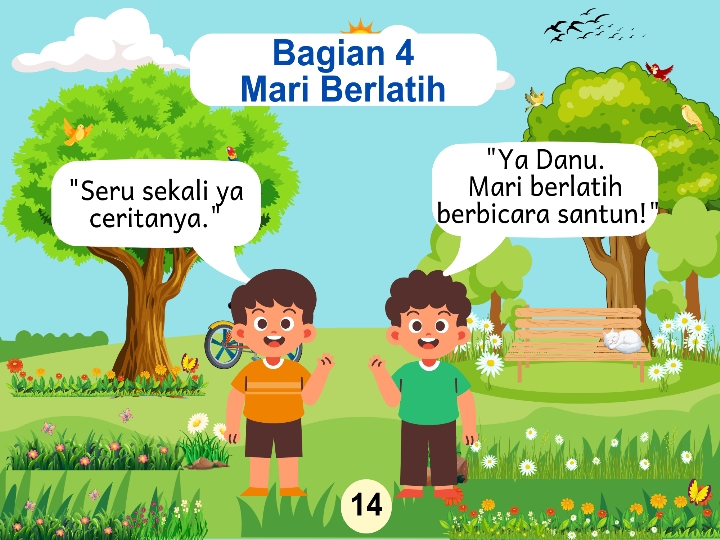 Bagian 4
Mari Berlatih
"Seru sekali ya
ceritanya."
"Ya Danu.
Mari berlatih
berbicara santun!"
14